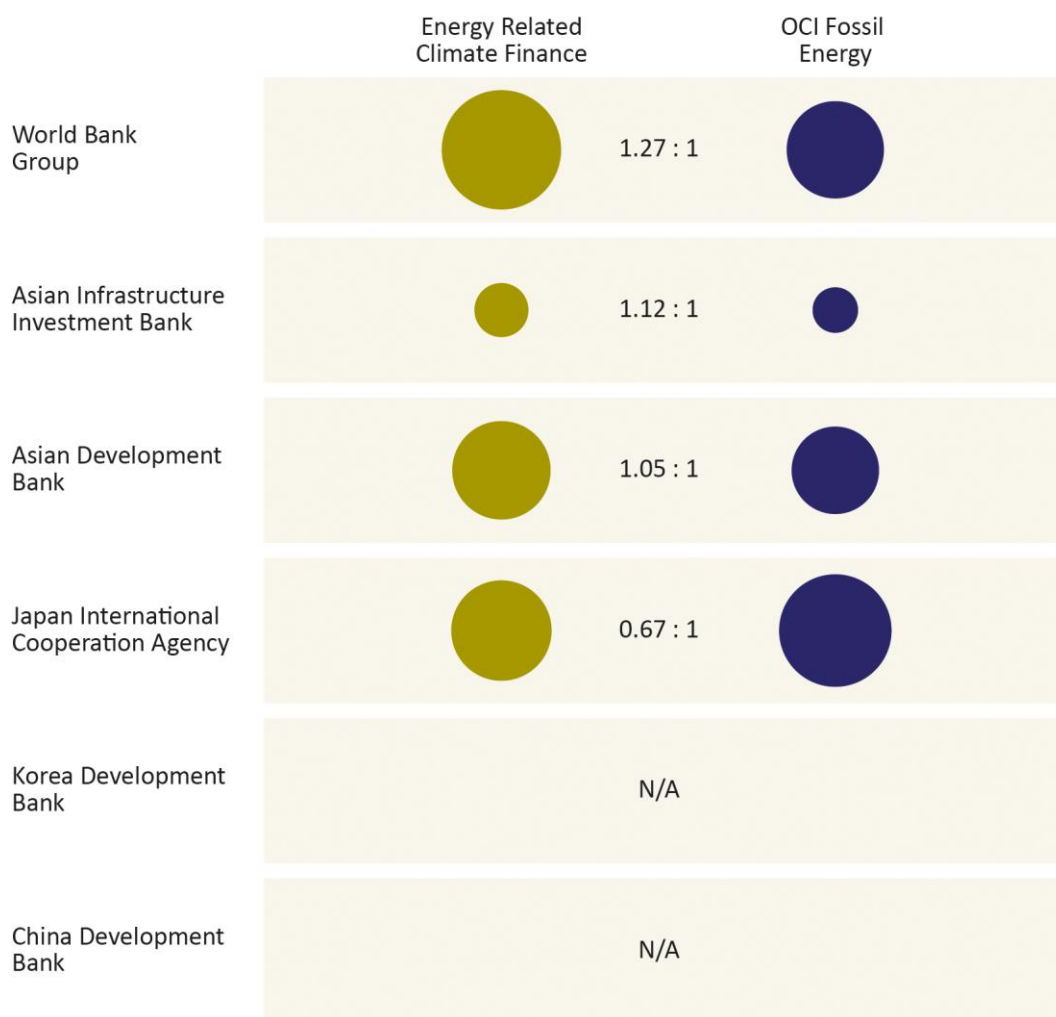 Energy Related
Climate Finance
OCI Fossil
Energy
World Bank
Group
1.27 : 1
Asian Infrastructure
Investment Bank
1.12 : 1
Asian Development
Bank
1.05 : 1
Japan International
Cooperation Agency
0.67 : 1
Korea Development
Bank
N/A
China Development
Bank
N/A